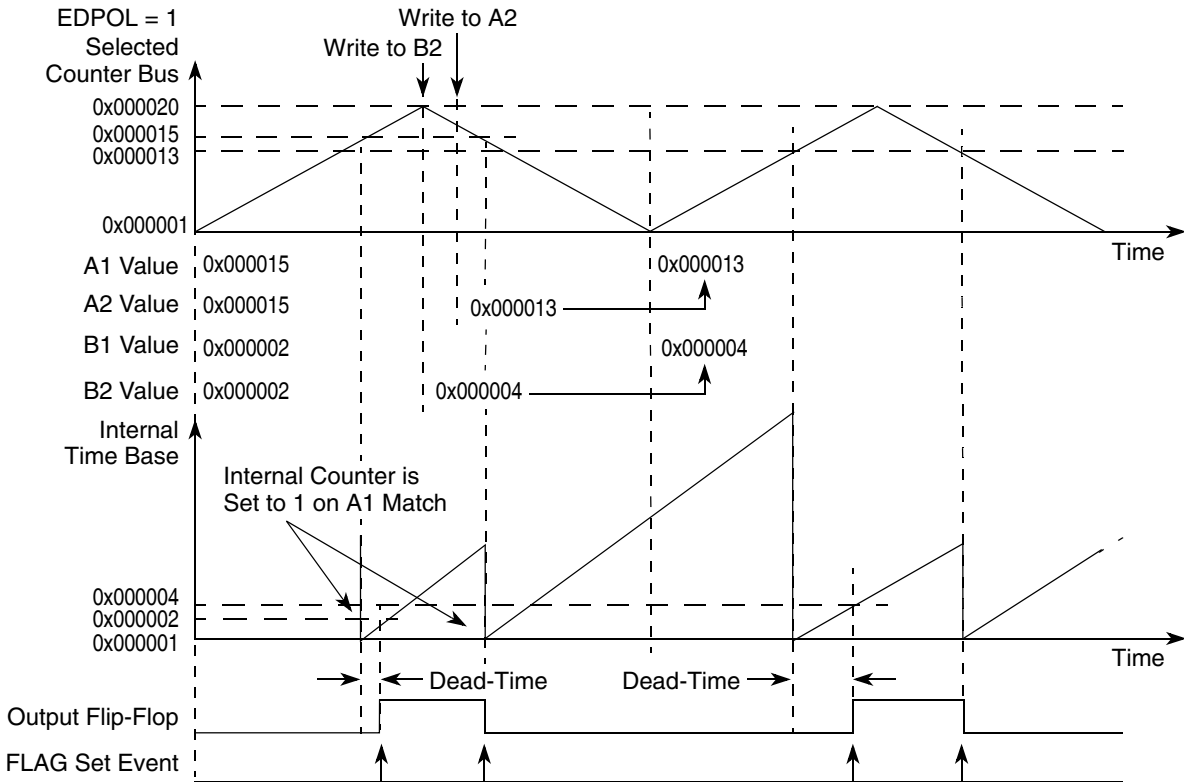 EDPOL = 1
Write to A2
Selected
Counter Bus
Write to B2
0x000020
0x000015
0x000013
0x000001
Time
A1 Value 0x000015 0x000013
A2 Value 0x000015 0x000013
B1 Value 0x000002 0x000004
B2 Value 0x000002 0x000004
Internal
Time Base
Internal Counter is
Set to 1 on A1 Match
0x000004
0x000002
0x000001
Time
Dead-Time Dead-Time
Output Flip-Flop
FLAG Set Event